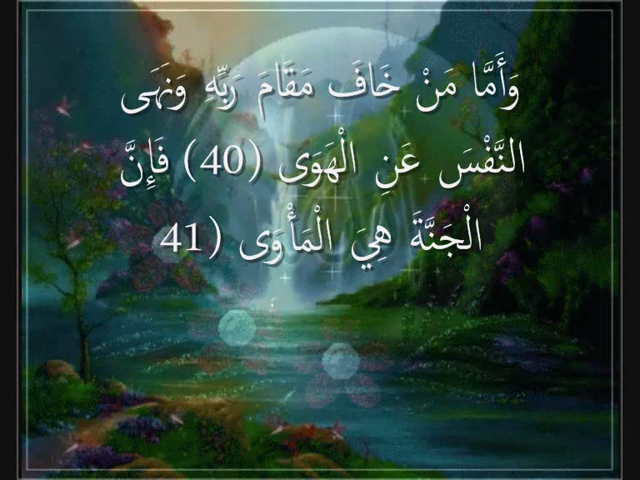 وَأَمَّا مَنْ خَافَ مَقَامَ رَبِّهِ وَنَهَى
النَّفْسَ عَنِ الْهَوَى (40) فَإِنَّ
الْجَنَّةَ هِيَ الْمَأْوَى (41